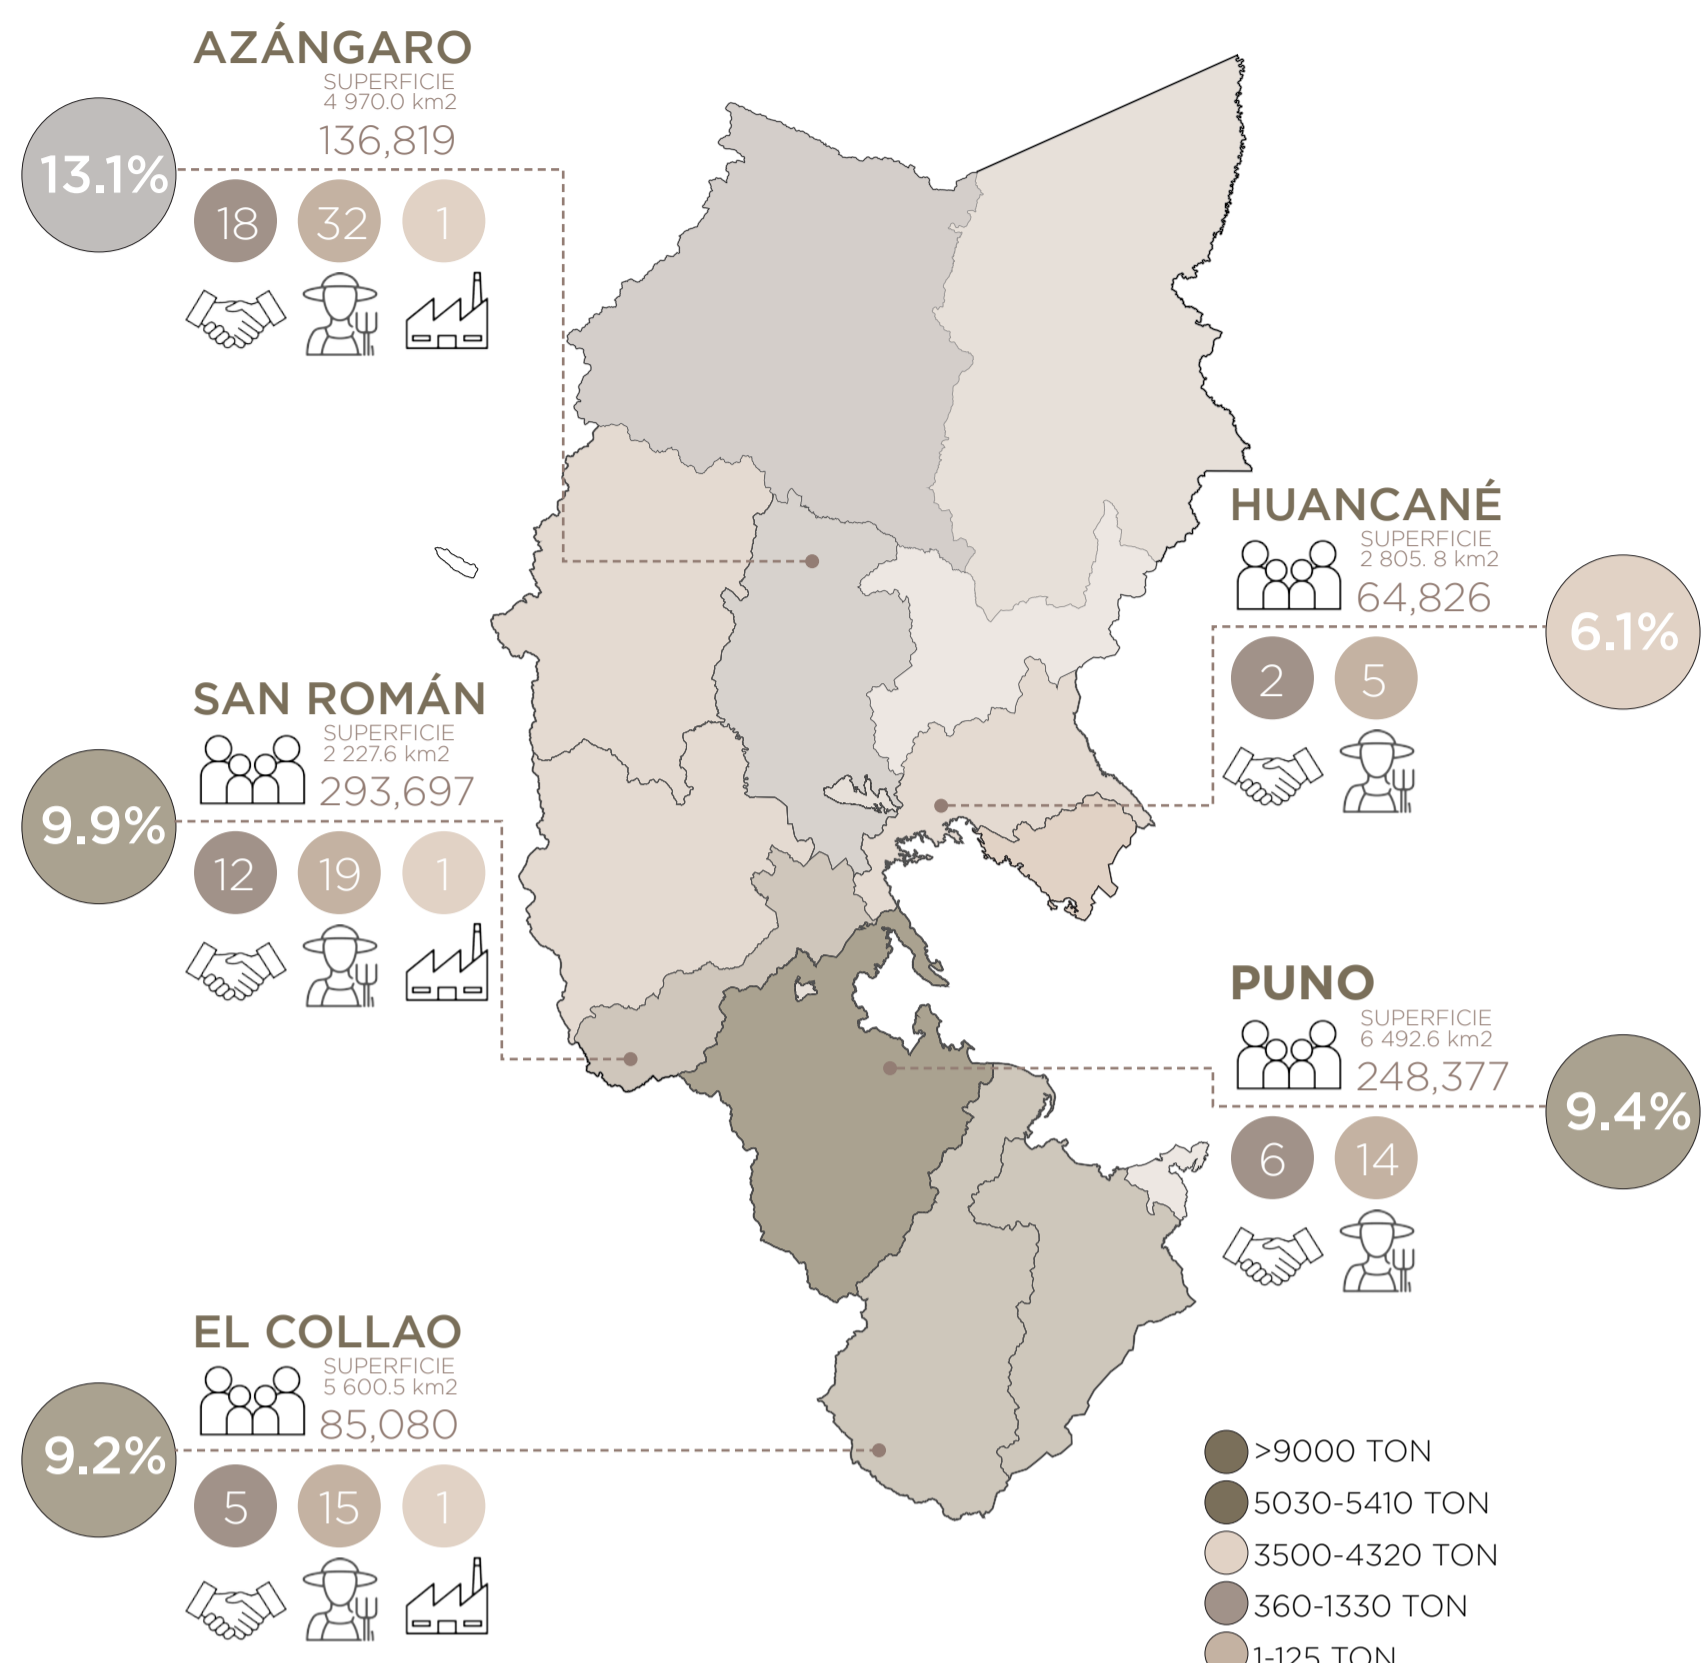 AZÁNGARO
SUPERFICIE
4 970.0 km2
136,819
13.1%
18 32 1
HUANCANÉ
SUPERFICIE
2 805. 8 km2
64,826
6.1%
2 5
SAN ROMÁN
SUPERFICIE
2 227.6 km2
293,697
9.9%
12 19 1
PUNO
SUPERFICIE
6 492.6 km2
248,377
9.4%
6 14
EL COLLAO
SUPERFICIE
5 600.5 km2
85,080
9.2%
5 15 1
>9000 TON
5030-5410 TON
3500-4320 TON
360-1330 TON
1-125 TON